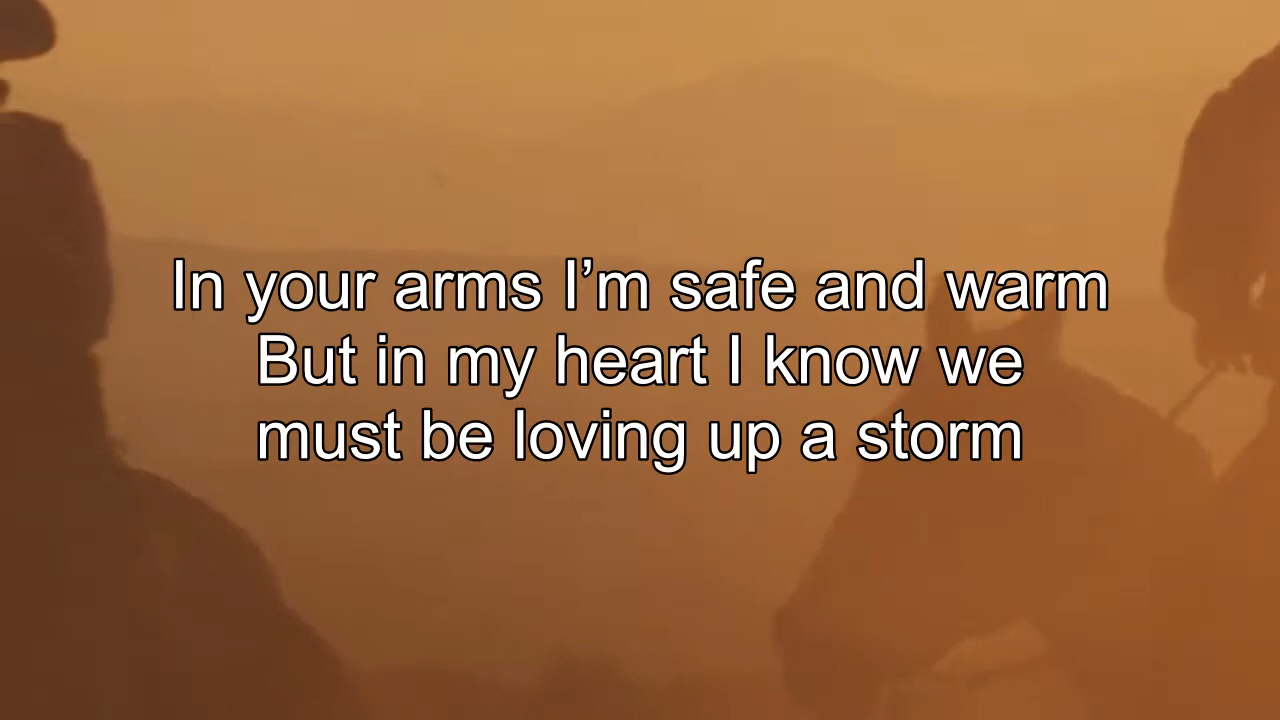 In your arms I’m safe and warm
But in my heart I know we
must be loving up a storm